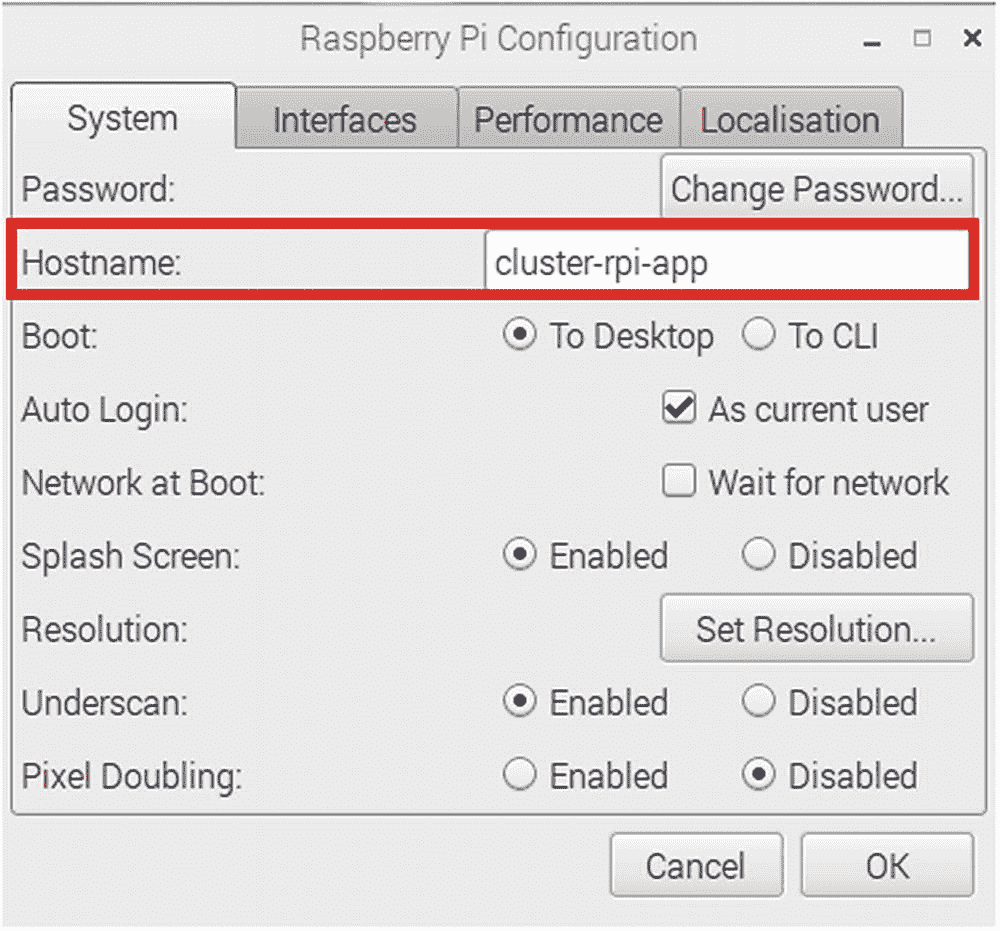 Raspberry Pi Configuration
System Interfaces Performance Localisation
Password: Change Password...
Hostname: cluster-rpi-app
Boot: To Desktop To CLI
Auto Login: As current user
Network at Boot: Wait for network
Splash Screen: Enabled Disabled
Resolution: Set Resolution...
Underscan: Enabled Disabled
Pixel Doubling: Enabled Disabled
Cancel OK